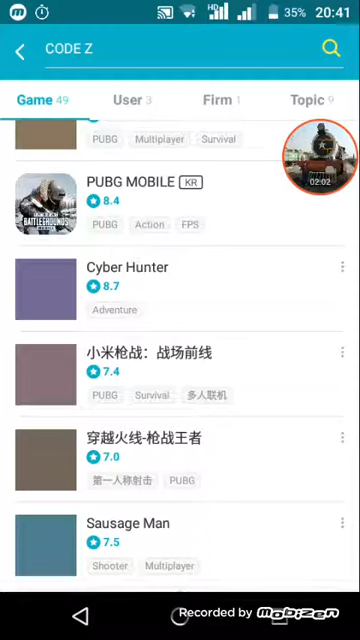 HD 35% 20:41
CODE Z
Game 49 User 3 Firm 1 Topic 9
PUBG Multiplayer Survival
02:02
PUBG MOBILE KR
8.4
PUBG Action FPS
BATTLEGROUNDS
Cyber Hunter
8.7
Adventure
小米枪战：战场前线
7.4
PUBG Survival 多人联机
穿越火线-枪战王者
7.0
第一人称射击 PUBG
Sausage Man
7.5
Shooter Multiplayer
Recorded by mobizen